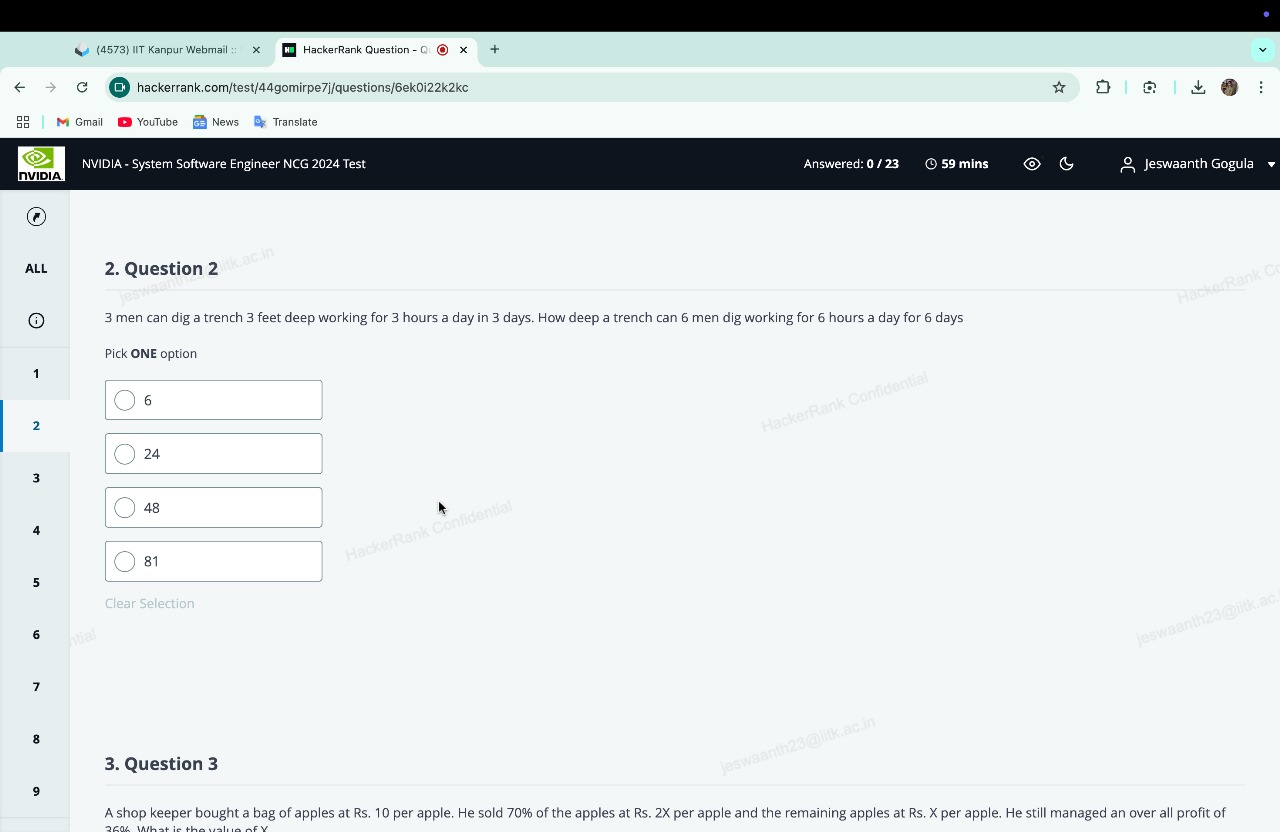 (4573) IIT Kanpur Webmail ::
HackerRank Question - Q
hackerrank.com/test/44gomirpe7j/questions/6ek0i22k2kc
Gmail
YouTube
News
Translate
NVIDIA.
NVIDIA - System Software Engineer NCG 2024 Test
Answered: 0 / 23
59 mins
Jeswaanth Gogula
ALL
1
2
3
4
5
6
7
8
9
2. Question 2
3 men can dig a trench 3 feet deep working for 3 hours a day in 3 days. How deep a trench can 6 men dig working for 6 hours a day for 6 days
Pick ONE option
6
24
48
81
Clear Selection
3. Question 3
A shop keeper bought a bag of apples at Rs. 10 per apple. He sold 70% of the apples at Rs. 2X per apple and the remaining apples at Rs. X per apple. He still managed an over all profit of
36%. What is the value of X
jeswaanth23@iitk.ac.in
HackerRank Co
HackerRank Confidential
HackerRank Confidential
jeswaanth23@iitk.ac.
ntial
jeswaanth23@iitk.ac.in